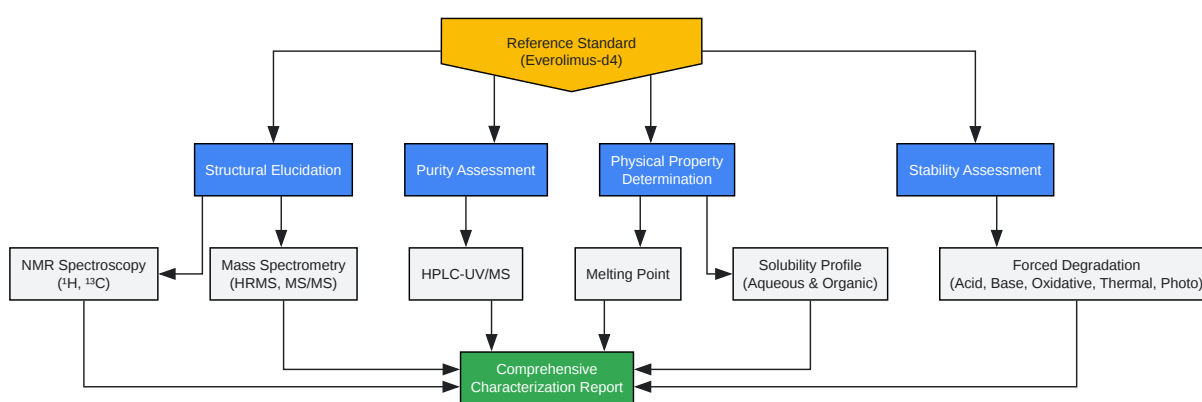 Reference Standard
(Everolimus-d4)
Structural Elucidation
Purity Assessment
Physical Property
Determination
Stability Assessment
NMR Spectroscopy
(¹H, ¹³C)
Mass Spectrometry
(HRMS, MS/MS)
HPLC-UV/MS
Melting Point
Solubility Profile
(Aqueous & Organic)
Forced Degradation
(Acid, Base, Oxidative, Thermal, Photo)
Comprehensive
Characterization Report